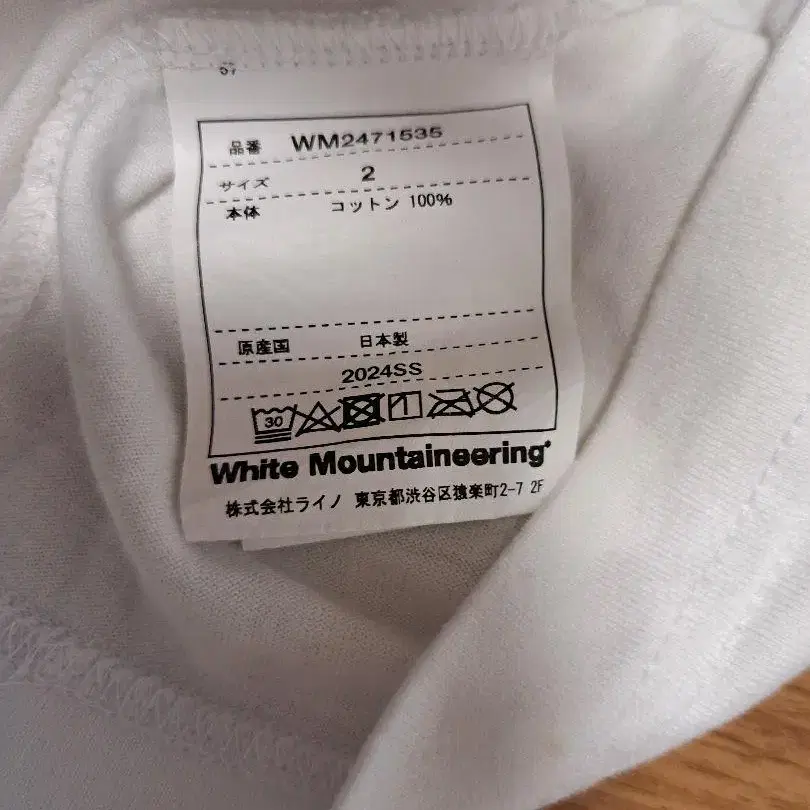 品番 WM2471535
サイズ 2
本体 コットン 100%
原産国 日本製
2024SS
30
White Mountaineering
株式会社ライノ 東京都渋谷区猿楽町2-7 2F